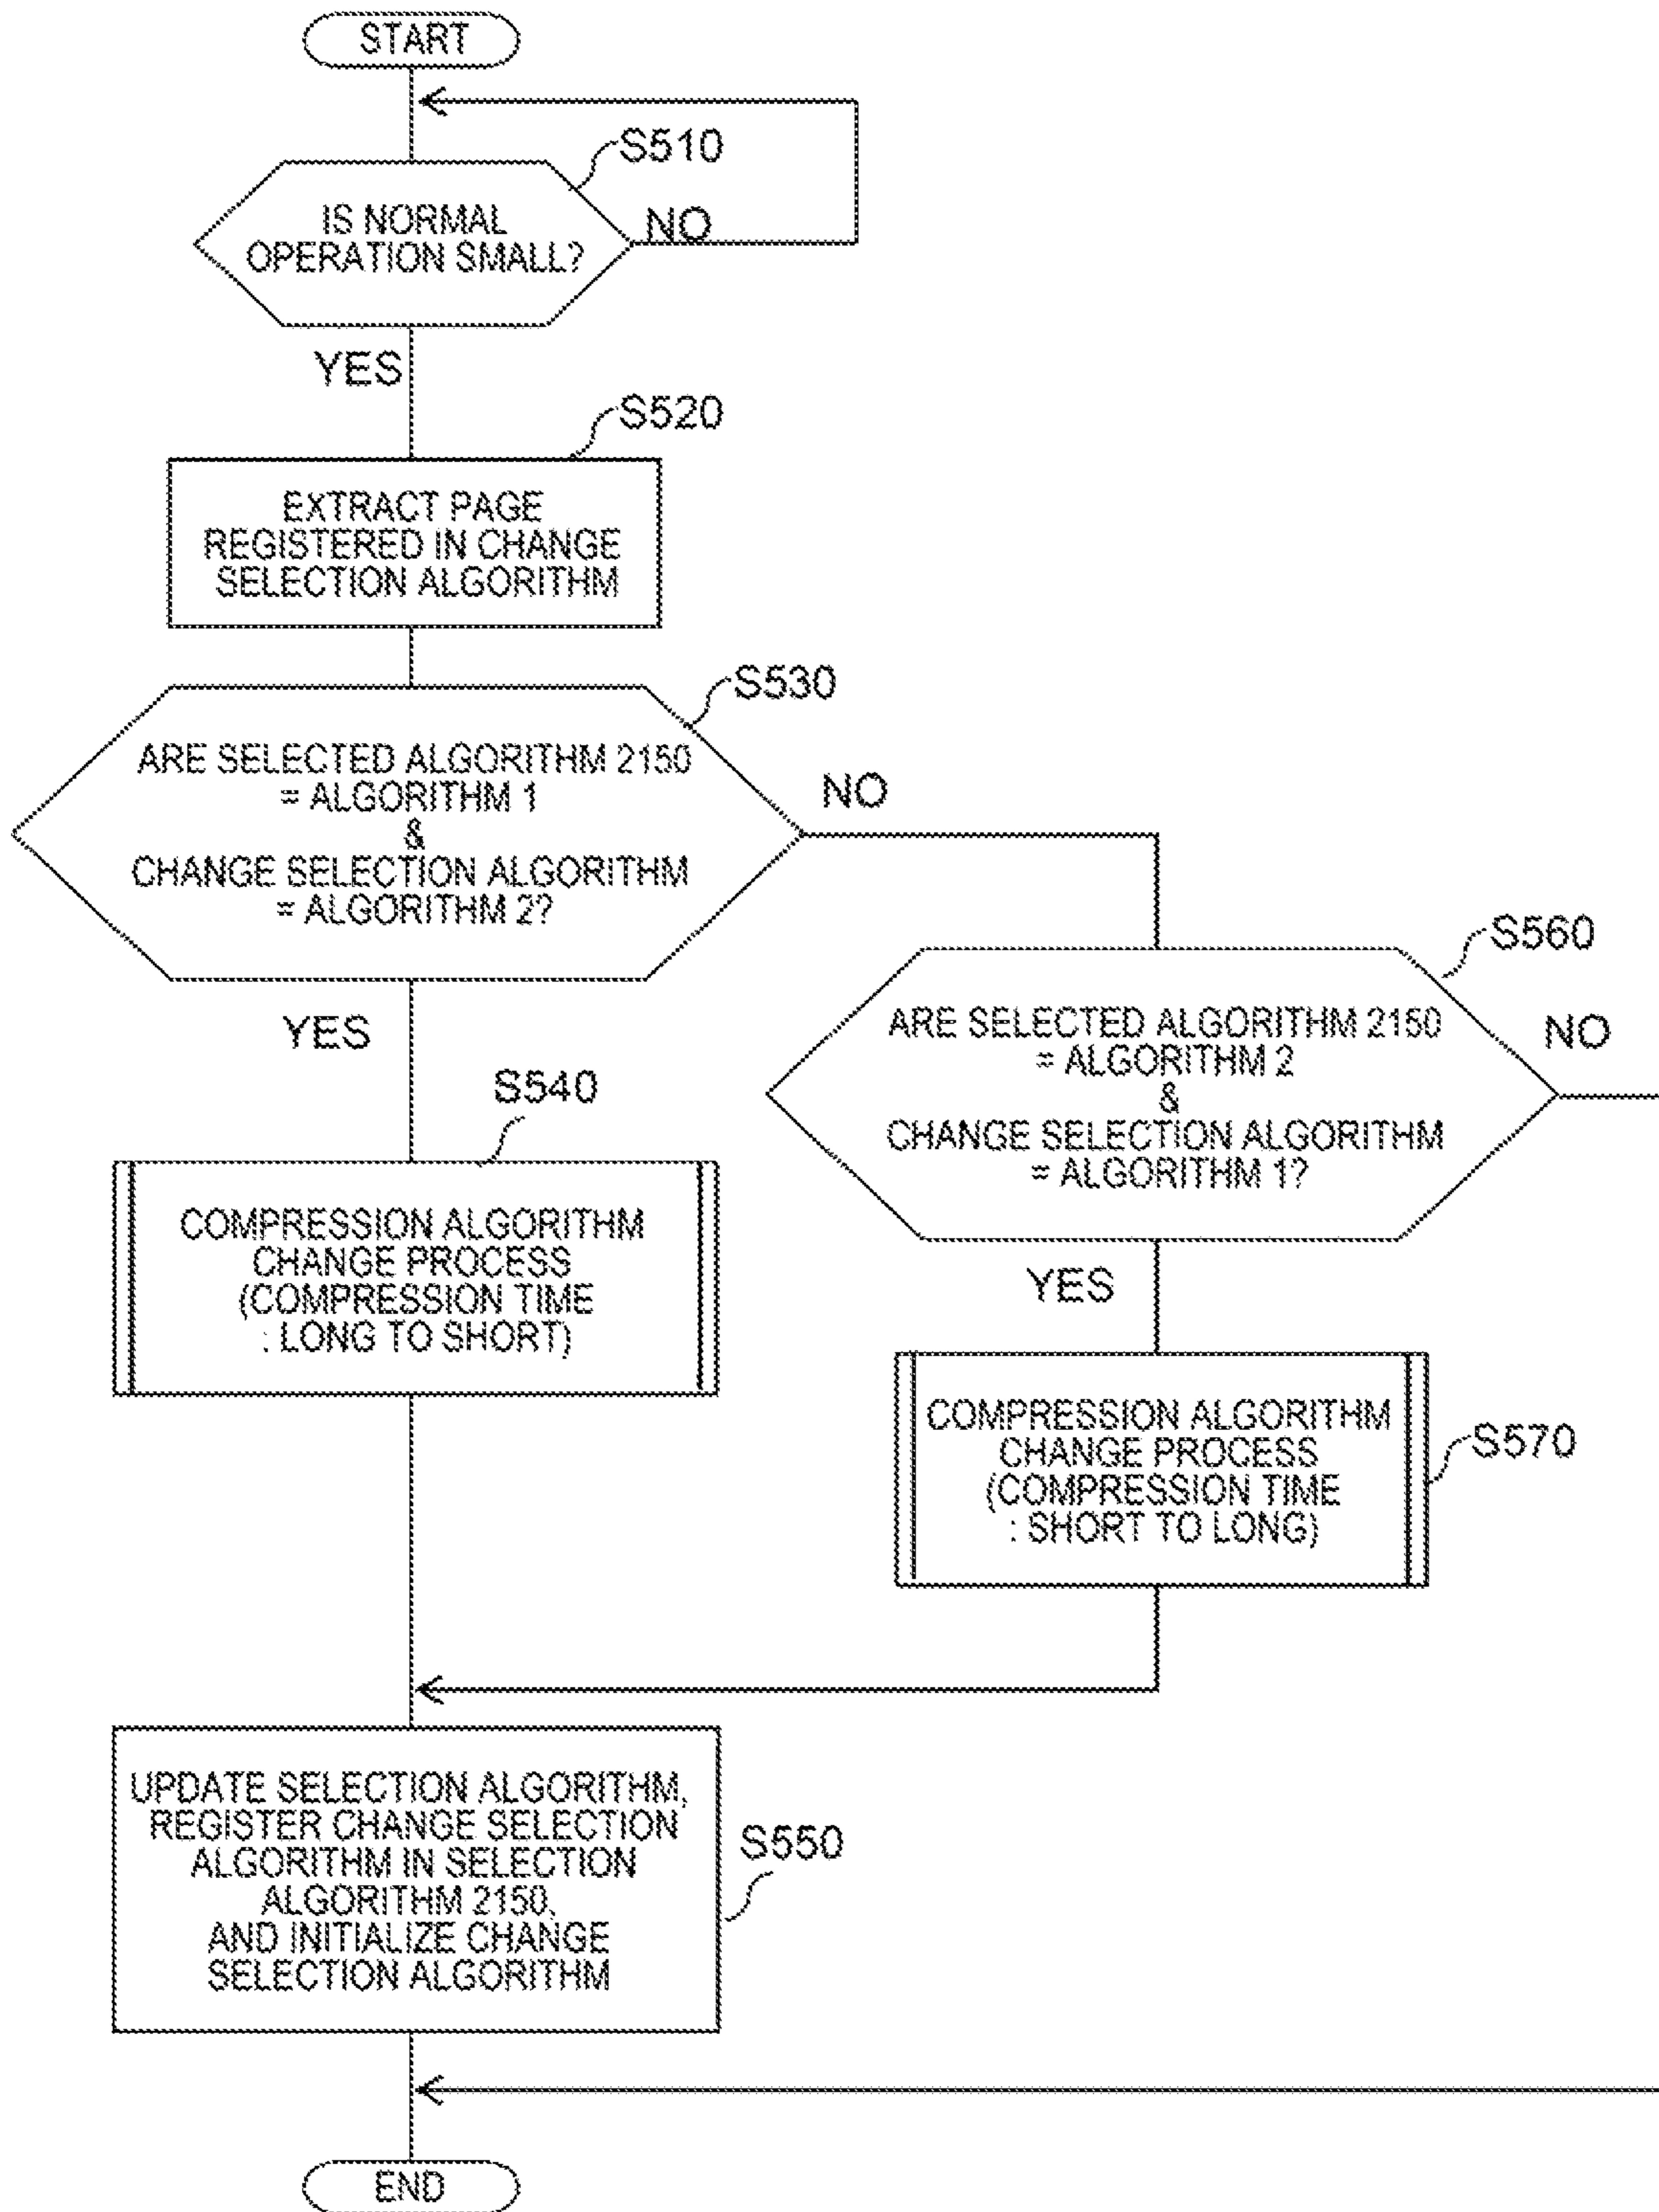 START
S510
IS NORMAL
OPERATION SMALL?
NO
YES
S520
EXTRACT PAGE
REGISTERED IN CHANGE
SELECTION ALGORITHM
S530
ARE SELECTED ALGORITHM 2150
= ALGORITHM 1
&
CHANGE SELECTION ALGORITHM
= ALGORITHM 2?
NO
YES
S560
ARE SELECTED ALGORITHM 2150
= ALGORITHM 2
&
CHANGE SELECTION ALGORITHM
= ALGORITHM 1?
NO
YES
S540
COMPRESSION ALGORITHM
CHANGE PROCESS
(COMPRESSION TIME
: LONG TO SHORT)
COMPRESSION ALGORITHM
CHANGE PROCESS
(COMPRESSION TIME
: SHORT TO LONG)
S570
UPDATE SELECTION ALGORITHM,
REGISTER CHANGE SELECTION
ALGORITHM IN SELECTION
ALGORITHM 2150,
AND INITIALIZE CHANGE
SELECTION ALGORITHM
S550
END